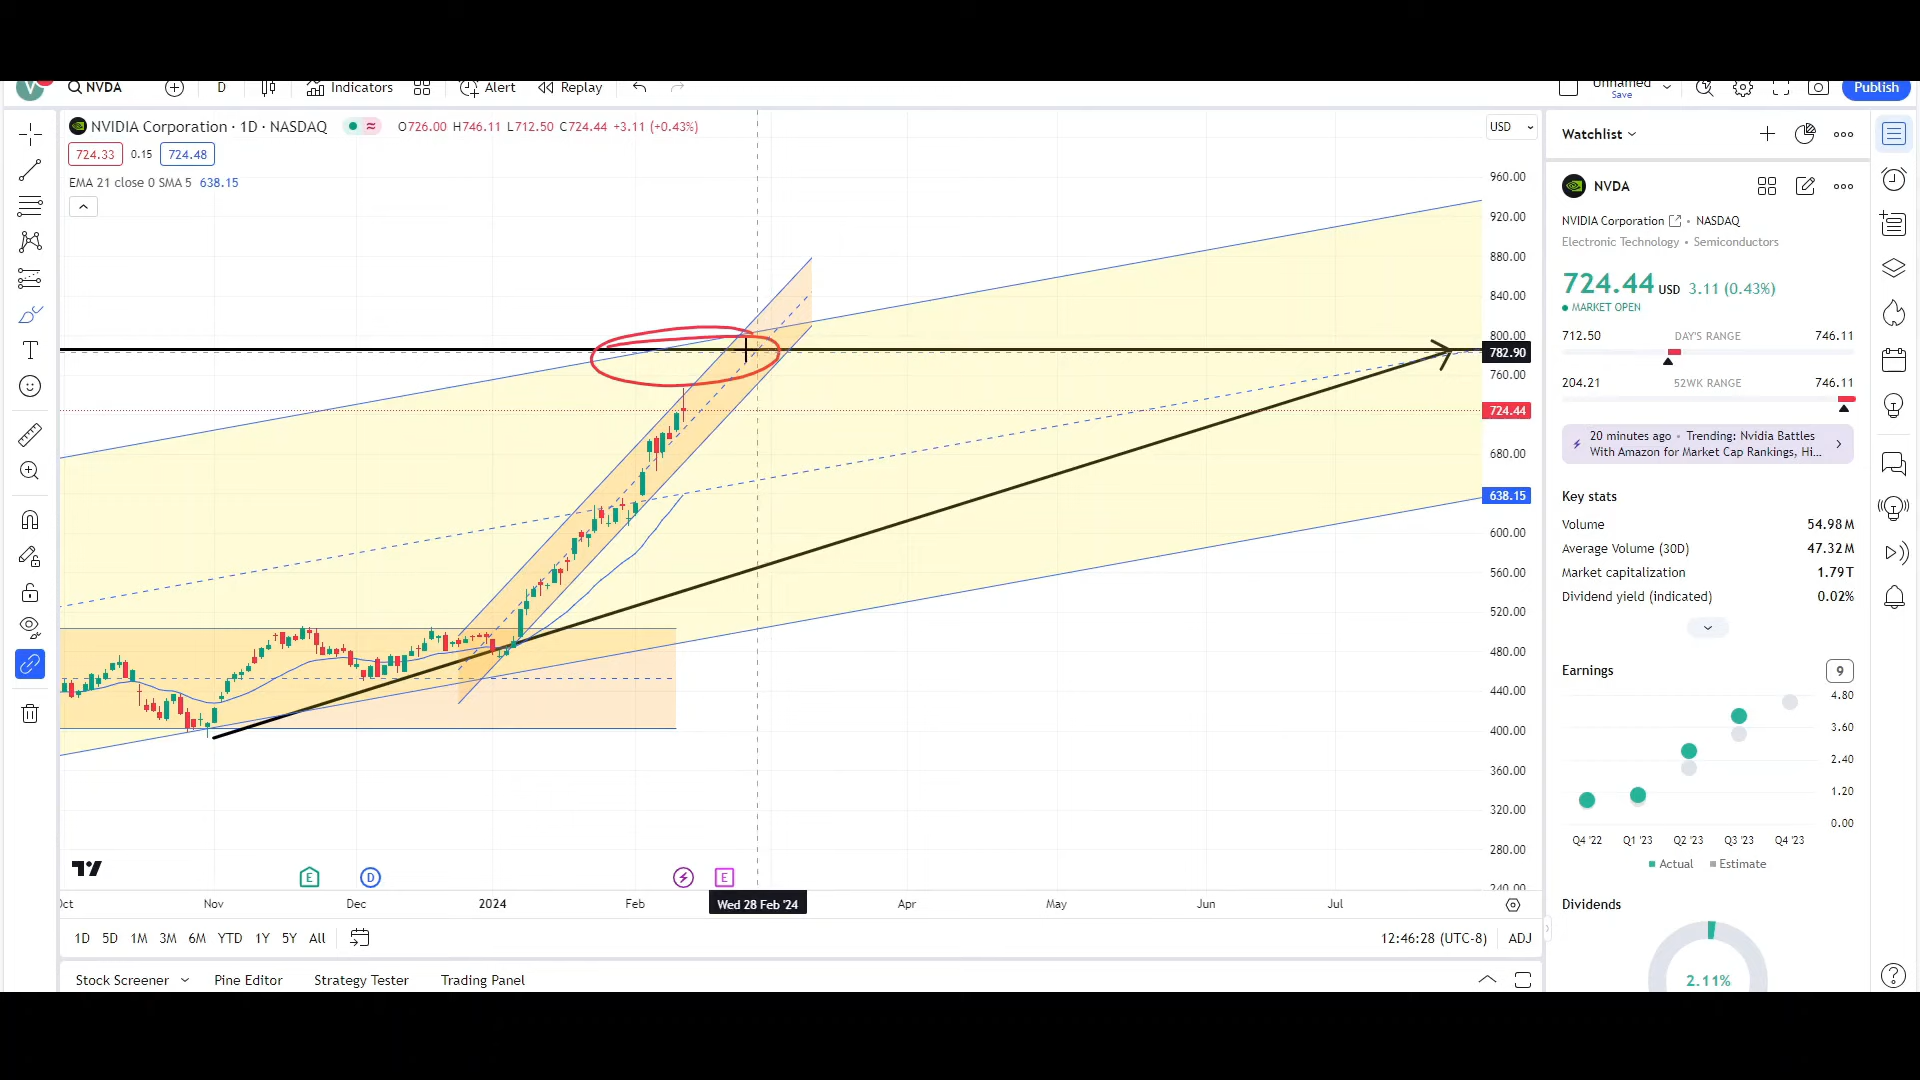 V
NVDA
D
Indicators
Alert
Replay
Unnamed
Save
Publish
NVIDIA Corporation · 1D · NASDAQ
O726.00 H746.11 L712.50 C724.44 +3.11 (+0.43%)
724.33
0.15
724.48
EMA 21 close 0 SMA 5 638.15
USD
960.00
920.00
880.00
840.00
800.00
782.90
760.00
724.44
680.00
638.15
600.00
560.00
520.00
480.00
440.00
400.00
360.00
320.00
280.00
240.00
E
D
E
Oct
Nov
Dec
2024
Feb
Wed 28 Feb '24
Apr
May
Jun
Jul
1D 5D 1M 3M 6M YTD 1Y 5Y All
12:46:28 (UTC-8)
ADJ
Stock Screener
Pine Editor
Strategy Tester
Trading Panel
Watchlist
NVDA
NVIDIA Corporation • NASDAQ
Electronic Technology • Semiconductors
724.44 USD 3.11 (0.43%)
MARKET OPEN
712.50 DAY'S RANGE 746.11
204.21 52WK RANGE 746.11
20 minutes ago • Trending: Nvidia Battles
With Amazon for Market Cap Rankings, Hi...
Key stats
Volume 54.98M
Average Volume (30D) 47.32M
Market capitalization 1.79T
Dividend yield (indicated) 0.02%
Earnings
9
4.80
3.60
2.40
1.20
0.00
Q4 '22 Q1 '23 Q2 '23 Q3 '23 Q4 '23
Actual Estimate
Dividends
2.11%